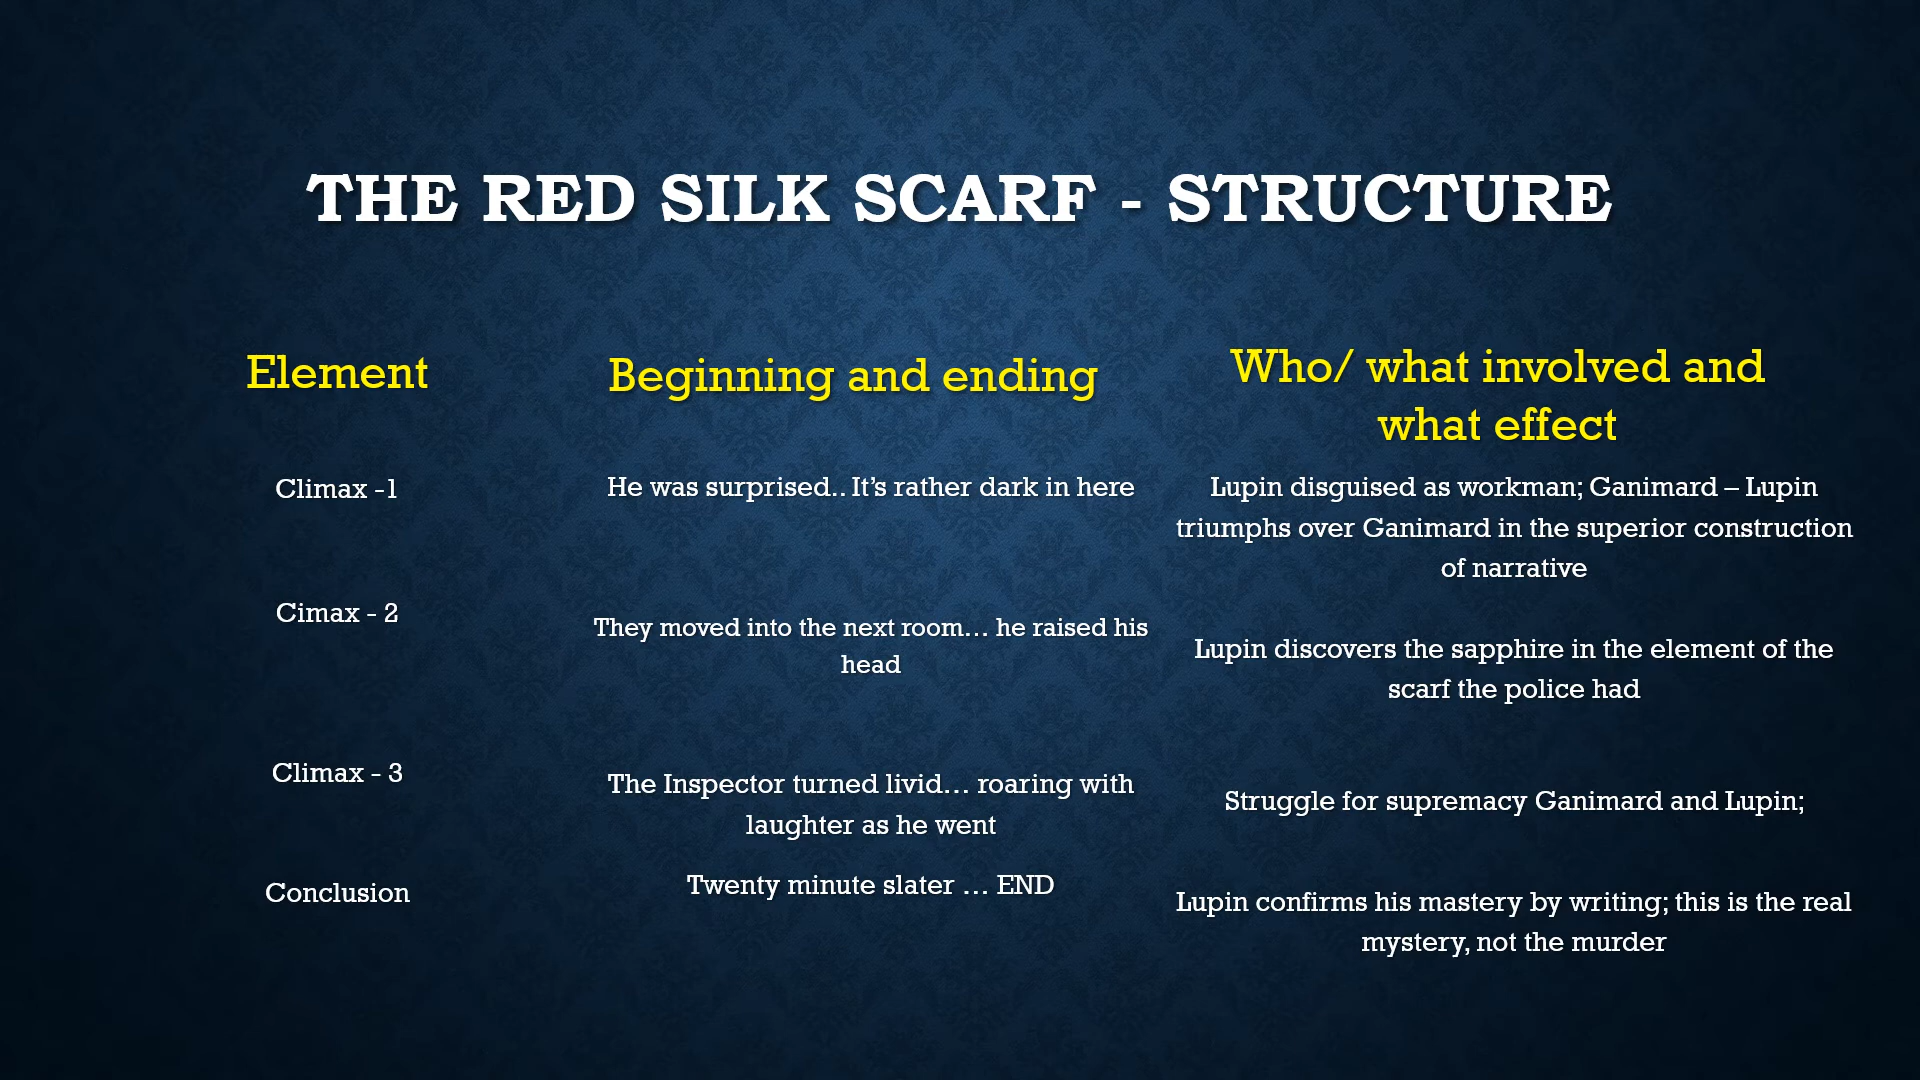 THE RED SILK SCARF - STRUCTURE
Element
Beginning and ending
Who/ what involved and
what effect
Climax -1
He was surprised.. It’s rather dark in here
Lupin disguised as workman; Ganimard – Lupin
triumphs over Ganimard in the superior construction
of narrative
Cimax - 2
They moved into the next room… he raised his
head
Lupin discovers the sapphire in the element of the
scarf the police had
Climax - 3
The Inspector turned livid… roaring with
laughter as he went
Struggle for supremacy Ganimard and Lupin;
Conclusion
Twenty minute slater … END
Lupin confirms his mastery by writing; this is the real
mystery, not the murder